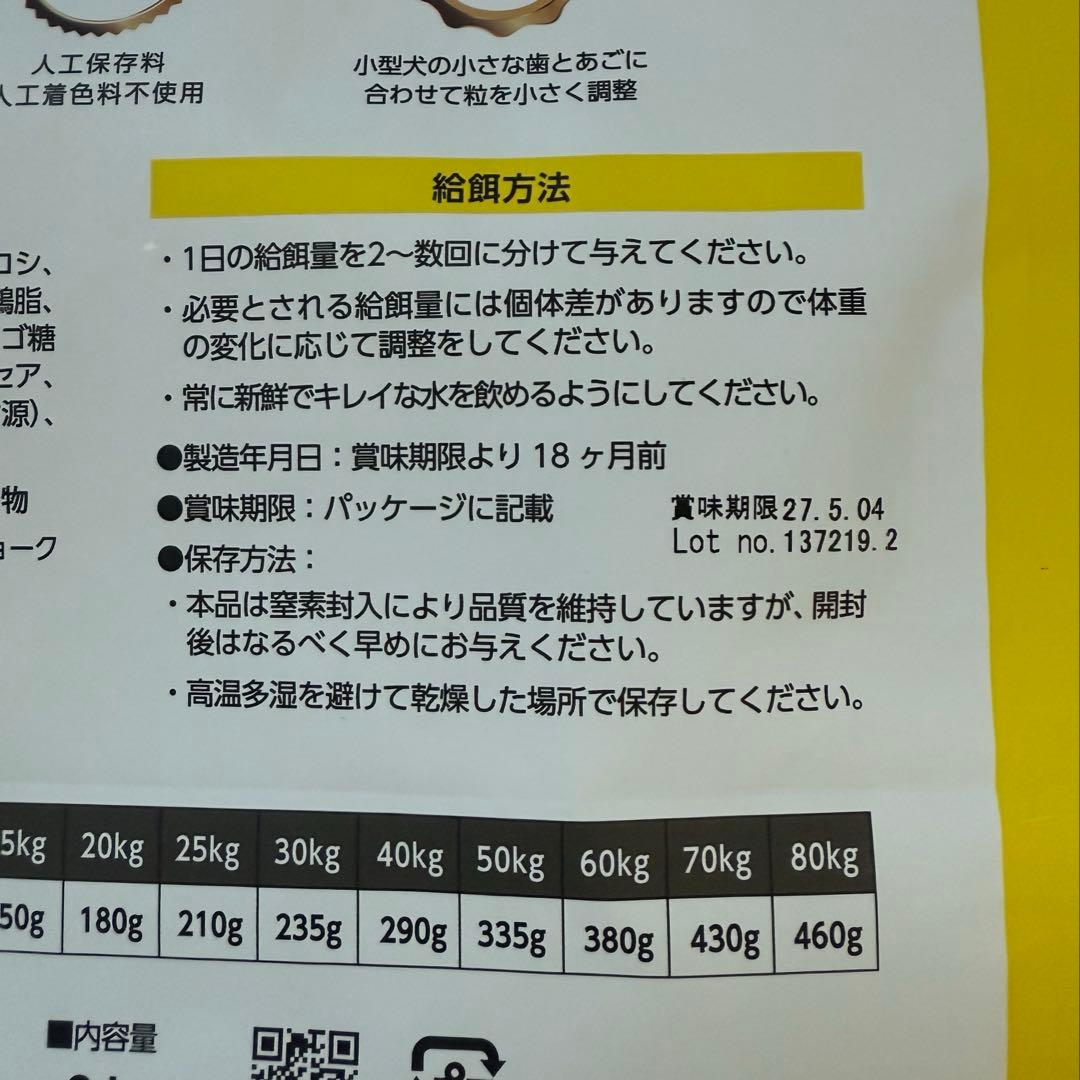 人工保存料
人工着色料不使用
小型犬の小さな歯とあごに
合わせて粒を小さく調整
給餌方法
・1日の給餌量を2〜数回に分けて与えてください。
・必要とされる給餌量には個体差がありますので体重
の変化に応じて調整をしてください。
・常に新鮮でキレイな水を飲めるようにしてください。
●製造年月日：賞味期限より 18 ヶ月前
●賞味期限：パッケージに記載
賞味期限27.5.04
Lot no.137219.2
●保存方法：
・本品は窒素封入により品質を維持していますが、開封
後はなるべく早めにお与えください。
・高温多湿を避けて乾燥した場所で保存してください。
コシ、
鶏脂、
ゴ糖
セア、
源）、
物
ョーク
5kg 20kg 25kg 30kg 40kg 50kg 60kg 70kg 80kg
50g 180g 210g 235g 290g 335g 380g 430g 460g
■内容量